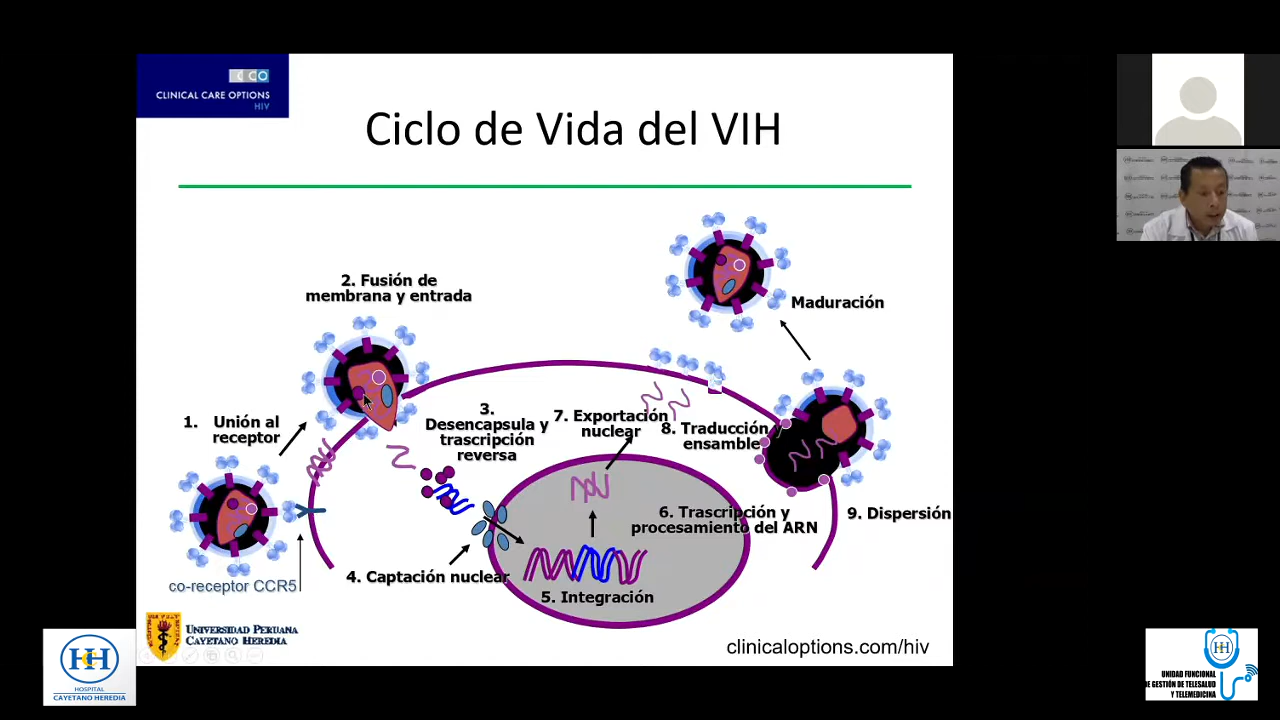 CCO
CLINICAL CARE OPTIONS
HIV
Ciclo de Vida del VIH
2. Fusión de
membrana y entrada
Maduración
1. Unión al
receptor
3.
Desencapsula y
trascripción
reversa
7. Exportación
nuclear
8. Traducción
ensamble
6. Trascripción y
procesamiento del ARN
9. Dispersión
4. Captación nuclear
co-receptor CCR5
5. Integración
UNIVERSIDAD PERUANA
CAYETANO HEREDIA
clinicaloptions.com/hiv
HOSPITAL
CAYETANO HEREDIA
UNIDAD FUNCIONAL
DE GESTIÓN DE TELESALUD
Y TELEMEDICINA